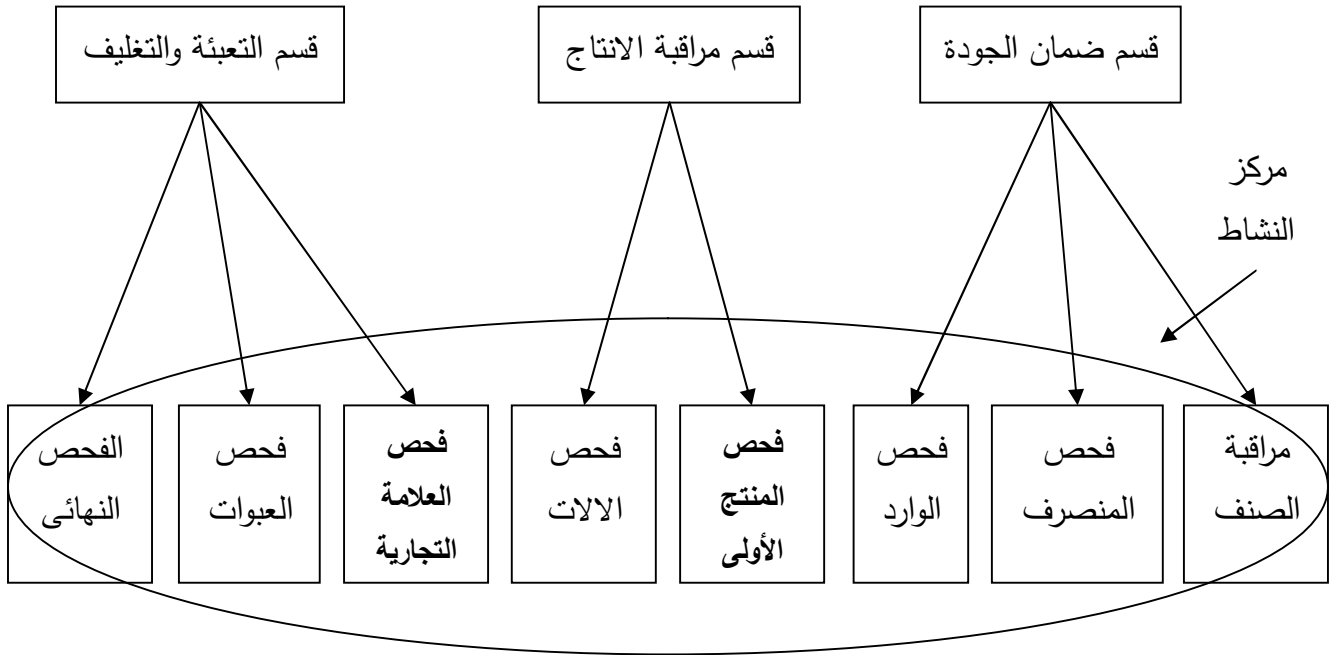 قسم ضمان الجودة
قسم مراقبة الانتاج
قسم التعبئة والتغليف
مركز
النشاط
مراقبة
الصنف
فحص
المنصرف
فحص
الوارد
فحص
المنتج
الأولى
فحص
الالات
فحص
العلامة
التجارية
فحص
العبوات
الفحص
النهائى